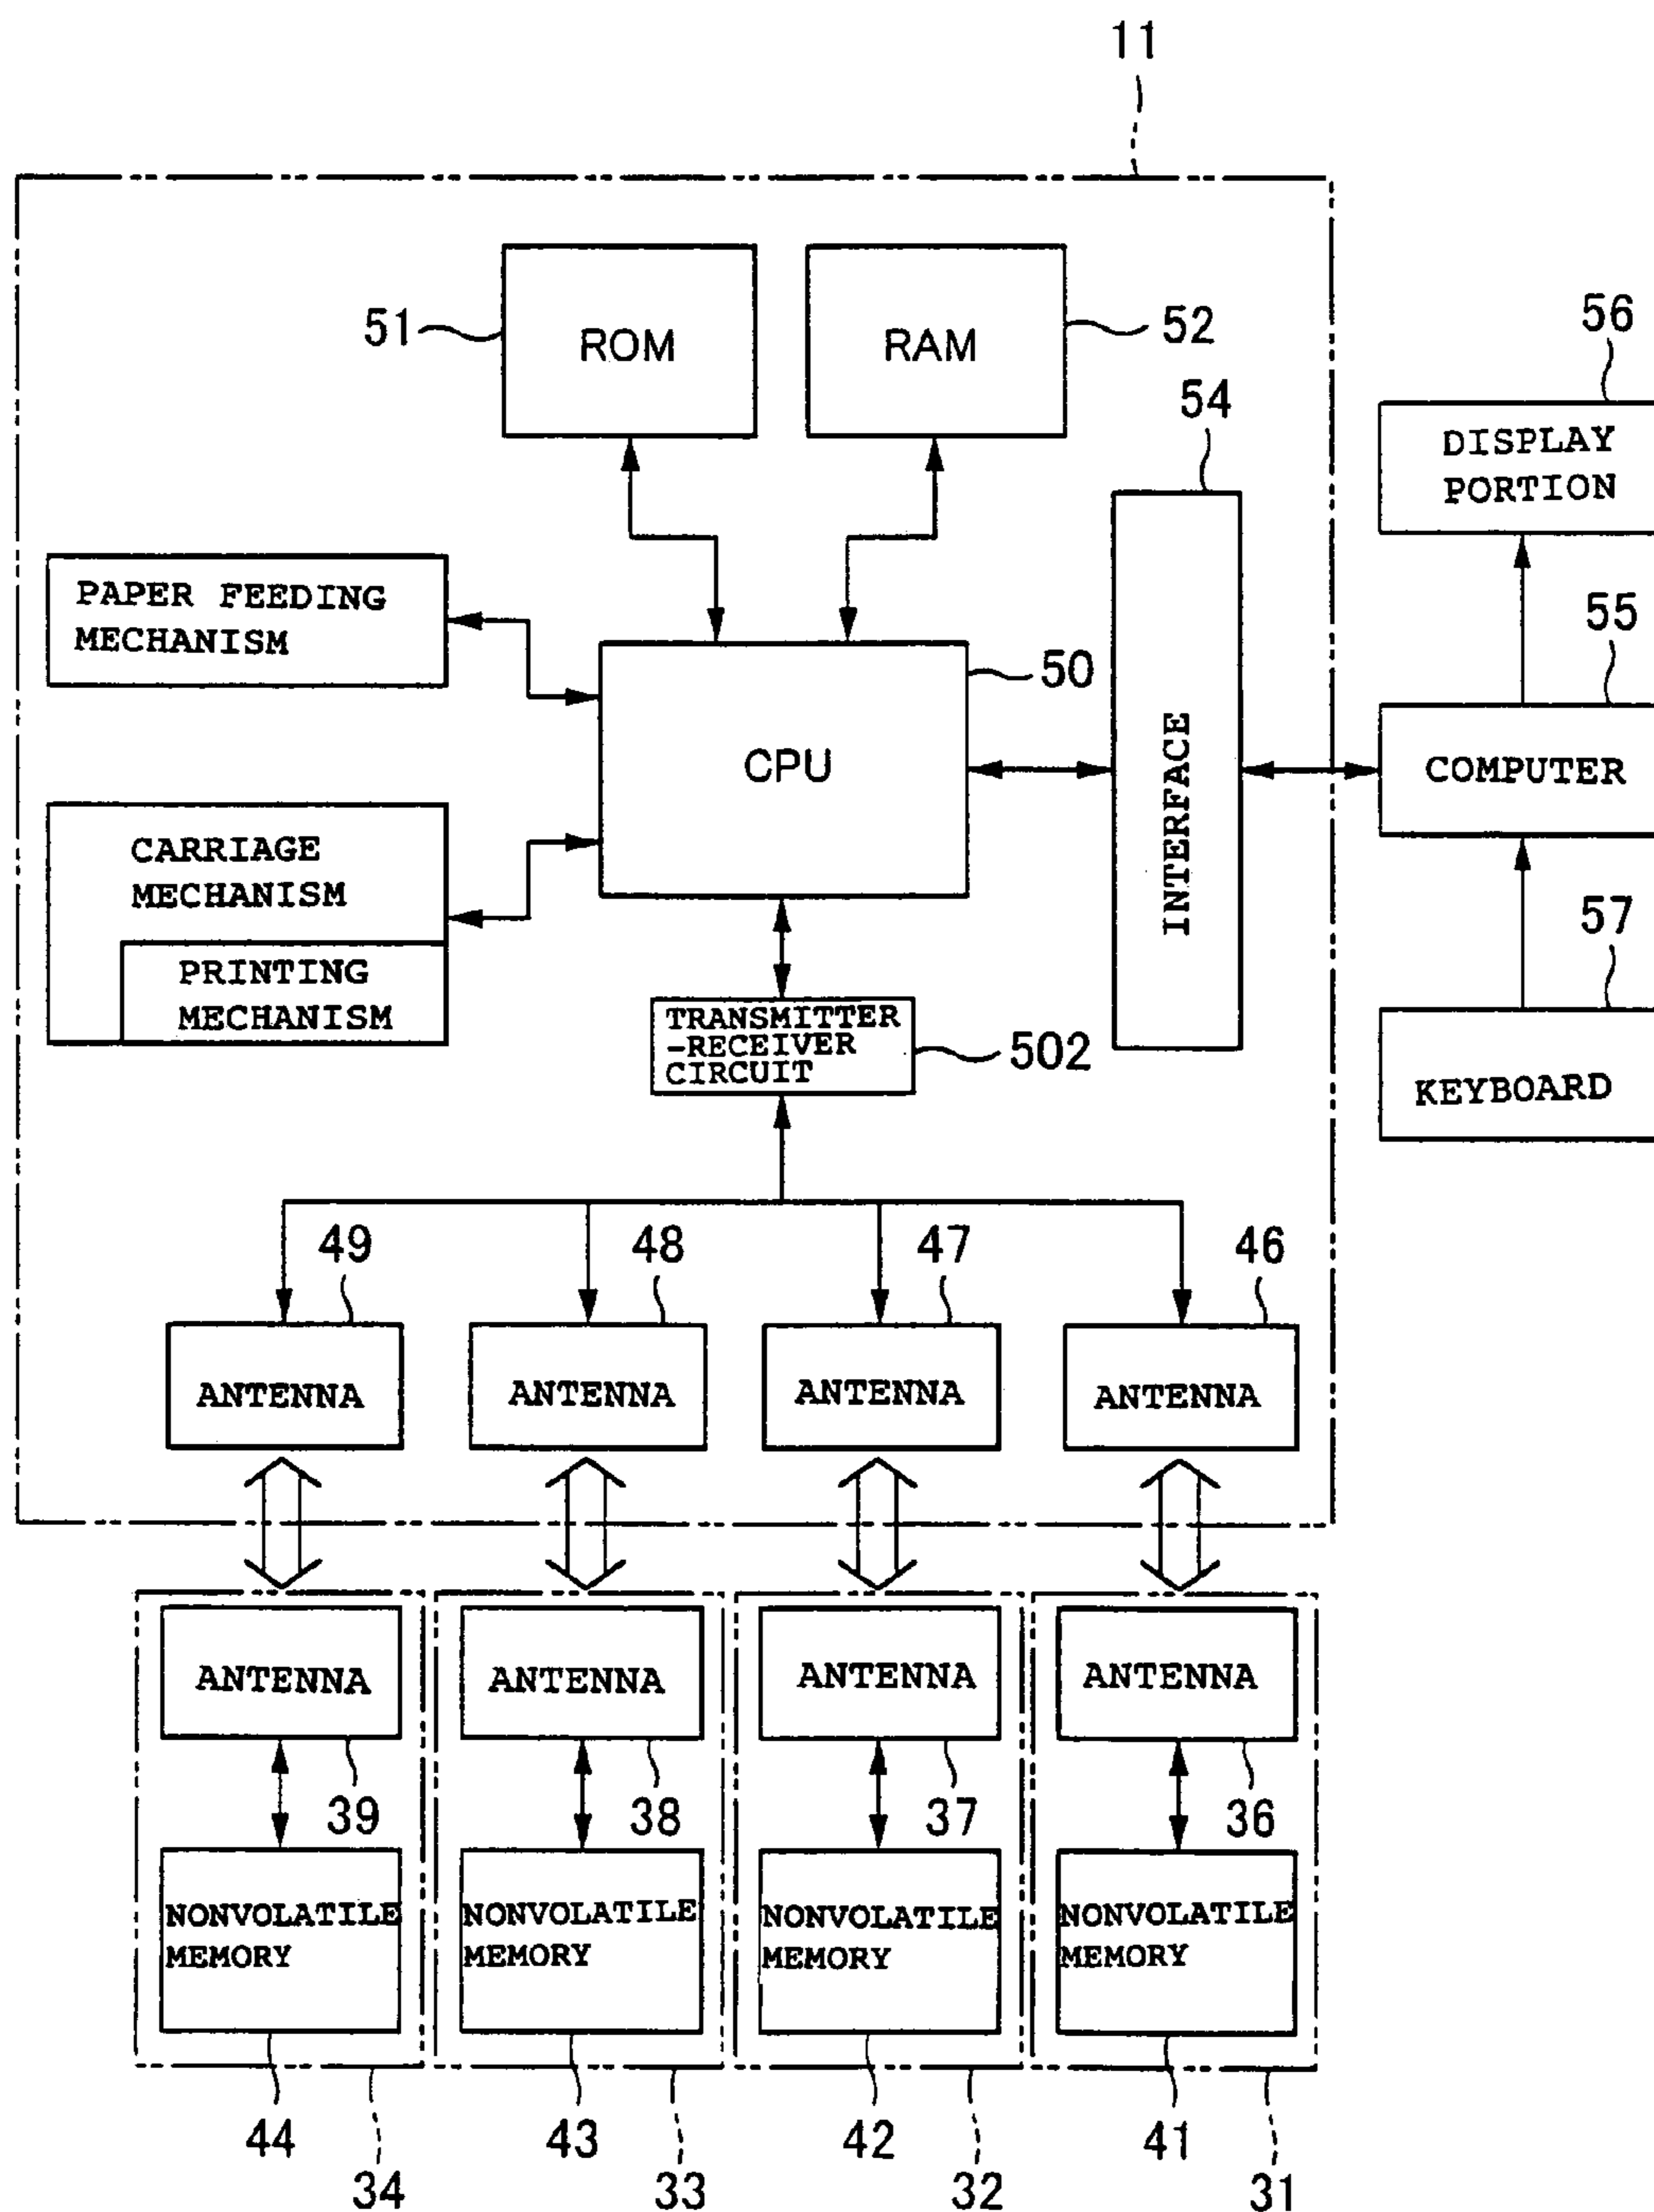 11
51
ROM
RAM
52
54
56
DISPLAY
PORTION
PAPER FEEDING
MECHANISM
50
CPU
INTERFACE
55
COMPUTER
CARRIAGE
MECHANISM
PRINTING
MECHANISM
TRANSMITTER
-RECEIVER
CIRCUIT
502
57
KEYBOARD
49
48
47
46
ANTENNA
ANTENNA
ANTENNA
ANTENNA
ANTENNA
ANTENNA
ANTENNA
ANTENNA
39
38
37
36
NONVOLATILE
MEMORY
NONVOLATILE
MEMORY
NONVOLATILE
MEMORY
NONVOLATILE
MEMORY
44
43
42
41
34
33
32
31